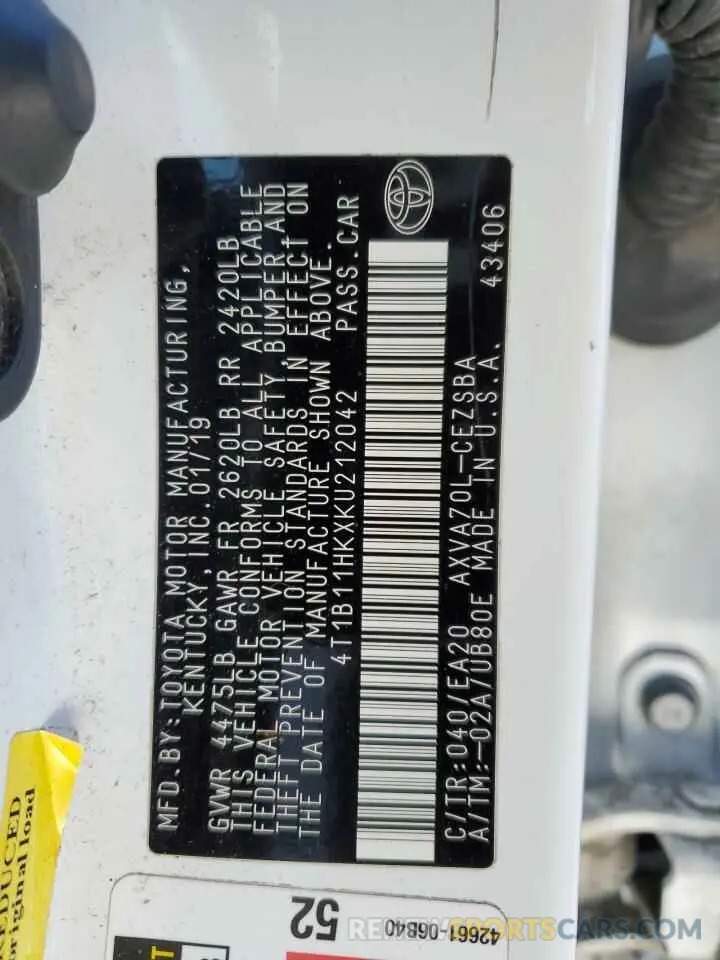 MFD.BY:TOYOTA MOTOR MANUFACTURING,
KENTUCKY, INC. 01/19
GVWR 4475LB GAWR FR 2620LB RR 2420LB
THIS VEHICLE CONFORMS TO ALL APPLICABLE
FEDERAL MOTOR VEHICLE SAFETY, BUMPER, AND
THEFT PREVENTION STANDARDS IN EFFECT ON
THE DATE OF MANUFACTURE SHOWN ABOVE.
4T1B11HKXKU212042 PASS.CAR
C/TR:040/EA20 AXVA70L-CEZSBA
A/TM:-02A/UB80E MADE IN U.S.A. 43406
REDUCED
original load
52
42661-06B40
SPORTSCARS.COM